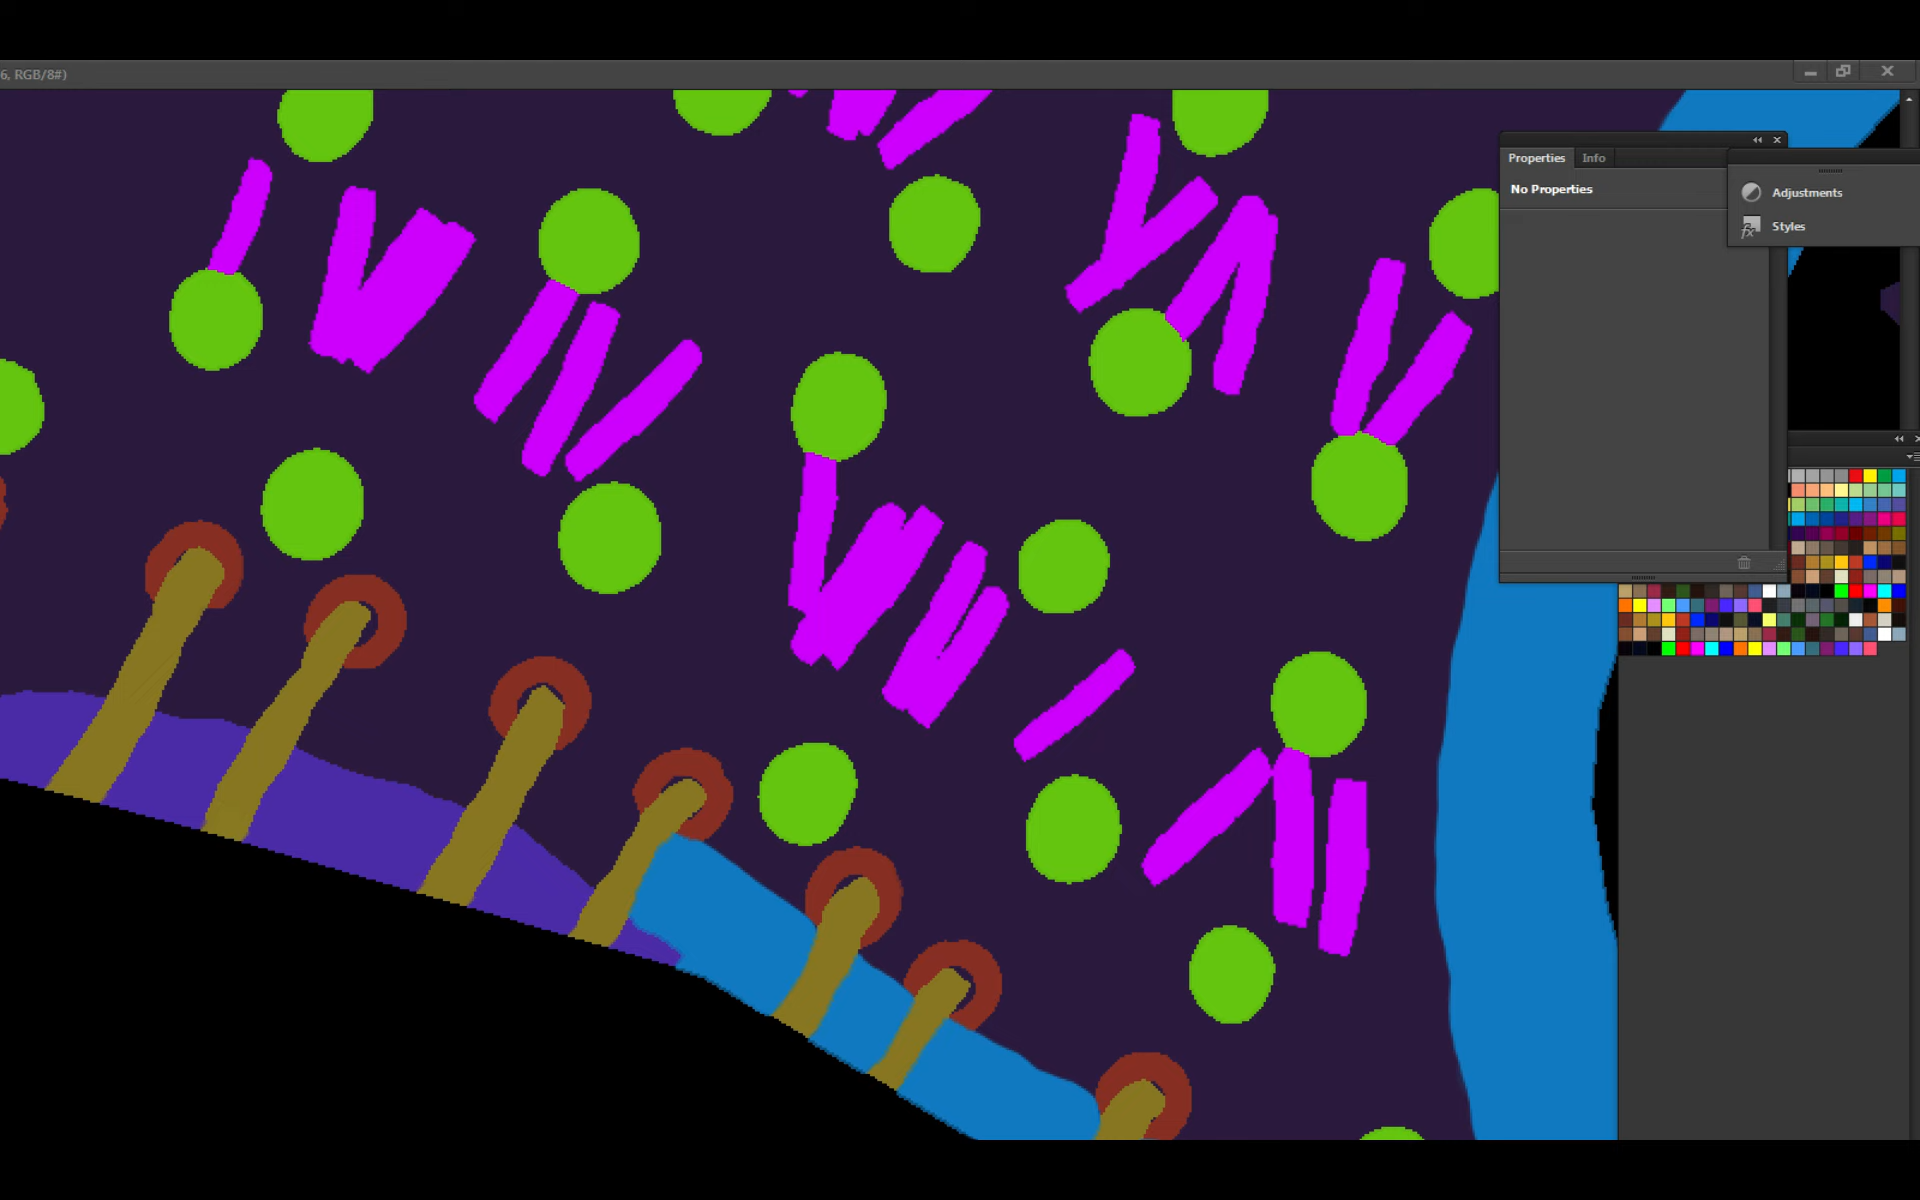 6, RGB/8#)
Properties Info
No Properties
Adjustments
Styles